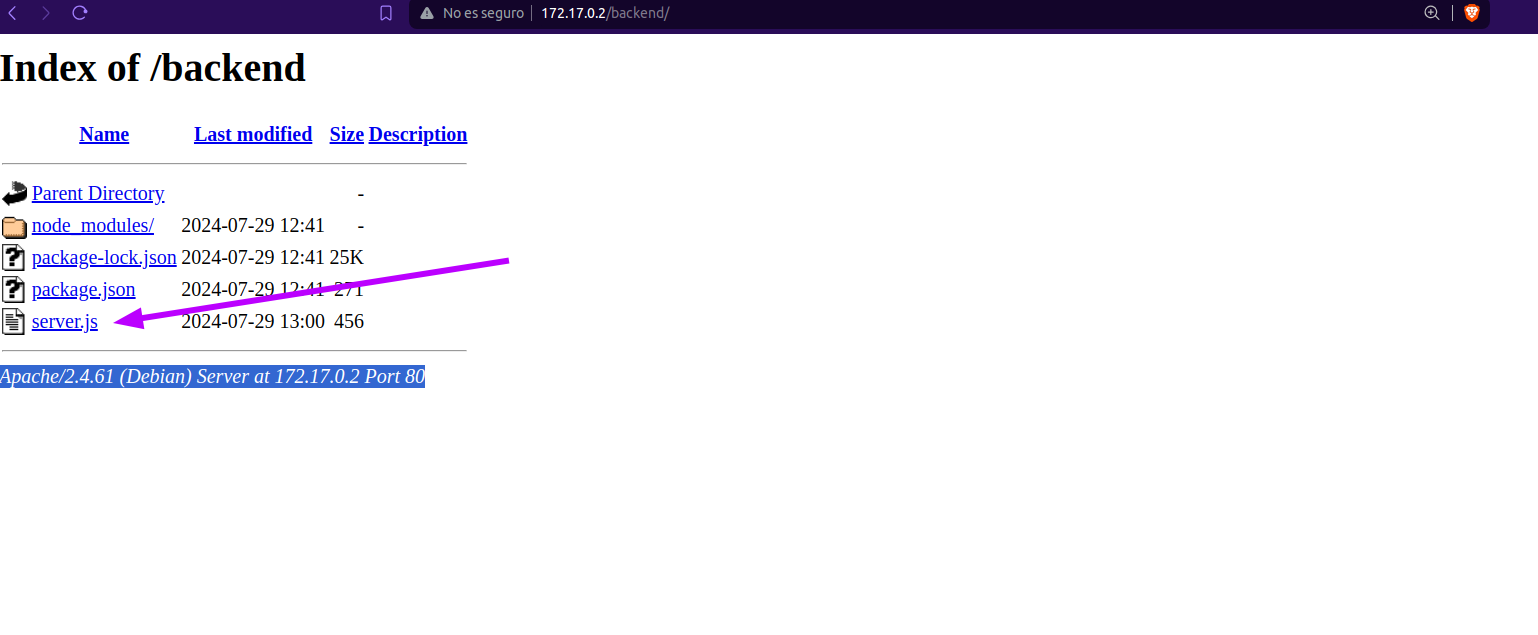 No es seguro 172.17.0.2/backend/
Index of /backend
Name Last modified Size Description
Parent Directory -
node_modules/ 2024-07-29 12:41 -
package-lock.json 2024-07-29 12:41 25K
package.json 2024-07-29 12:41 271
server.js 2024-07-29 13:00 456
Apache/2.4.61 (Debian) Server at 172.17.0.2 Port 80